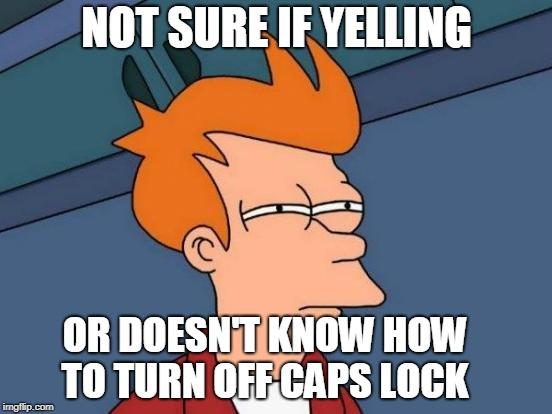 NOT SURE IF YELLING
OR DOESN'T KNOW HOW
TO TURN OFF CAPS LOCK
imgflip.com